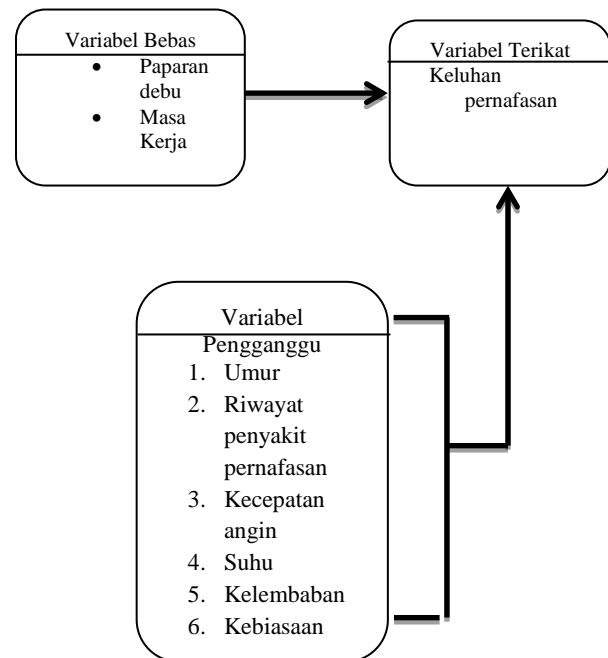 Variabel Bebas
• Paparan
debu
• Masa
Kerja
Variabel Terikat
Keluhan
pernafasan
Variabel
Pengganggu
1. Umur
2. Riwayat
penyakit
pernafasan
3. Kecepatan
angin
4. Suhu
5. Kelembaban
6. Kebiasaan